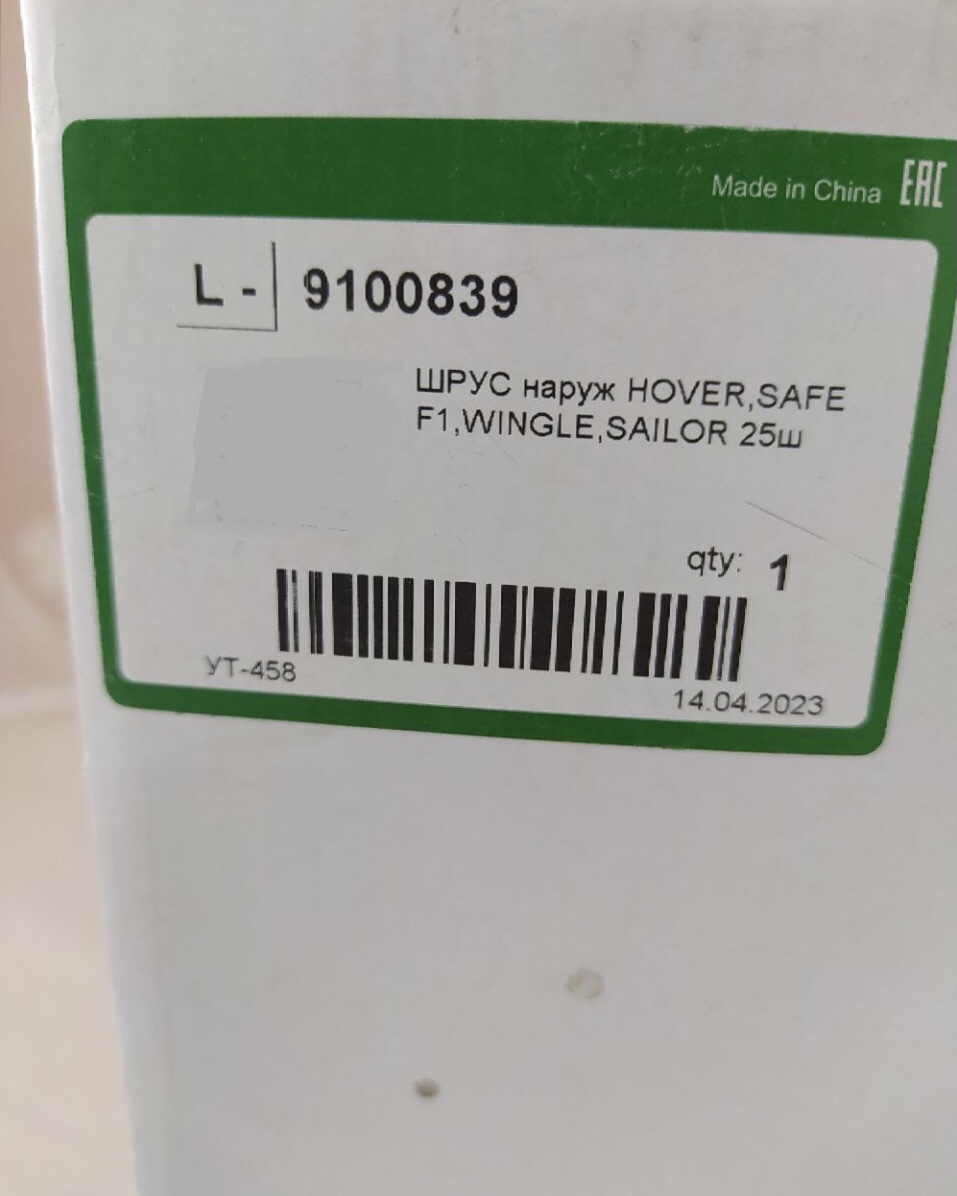 Made in China EAC
L - 9100839
ШРУС наруж HOVER,SAFE
F1,WINGLE,SAILOR 25ш
qty: 1
УТ-458
14.04.2023